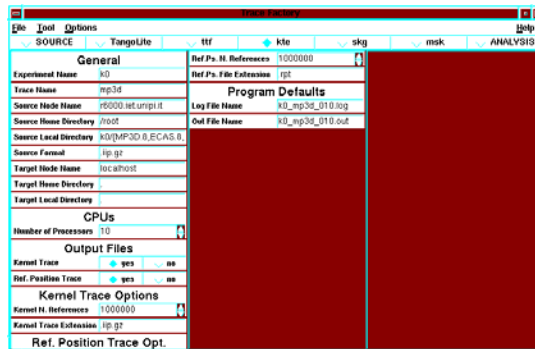 Trace Factory
File Tool Options Help
SOURCE TangoLite ttf kte skg msk ANALYSIS
General
Experiment Name k0
Trace Name mp3d
Source Node Name r6000.iet.unipi.it
Source Home Directory /root
Source Local Directory k0/[MP3D.8,ECAS.8,
Source Format .iip.gz
Target Node Name localhost
Target Home Directory .
Target Local Directory .
CPUs
Number of Processors 10
Output Files
Kernel Trace yes no
Ref. Position Trace yes no
Kernel Trace Options
Kernel N. References 1000000
Kernel Trace Extension .iip.gz
Ref. Position Trace Opt.
Ref.Ps. N. References 1000000
Ref.Ps. File Extension rpt
Program Defaults
Log File Name k0_mp3d_010.log
Out File Name k0_mp3d_010.out